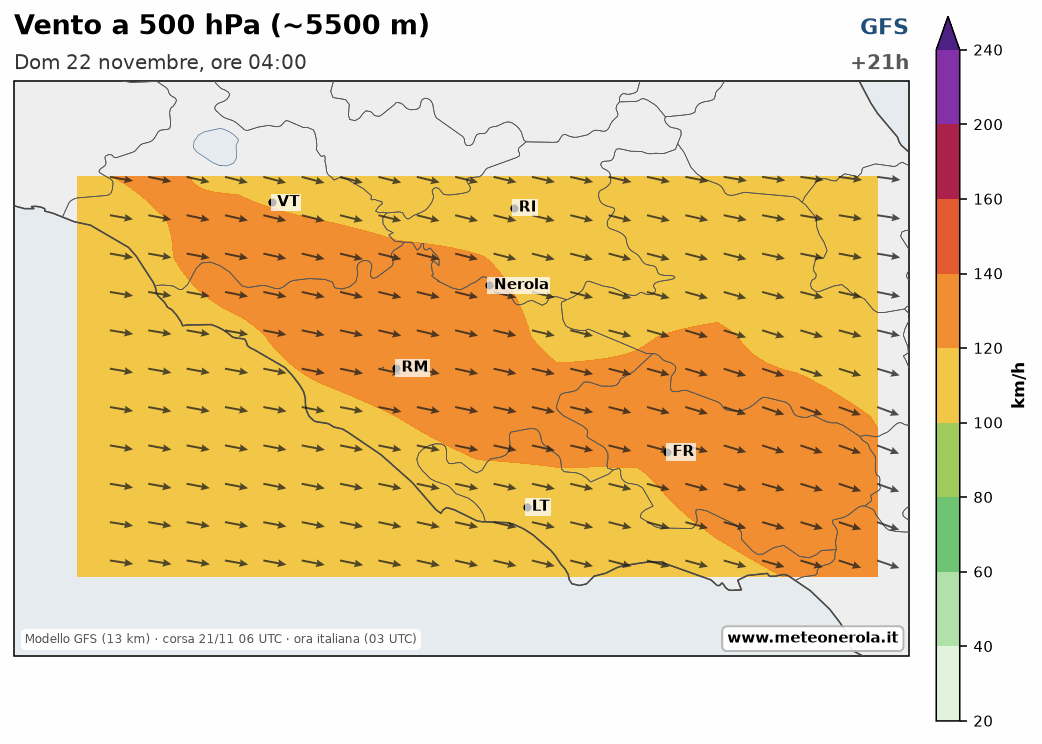 Vento a 500 hPa (~5500 m)
GFS
Dom 22 novembre, ore 04:00
+21h
240
200
160
140
120
100
80
60
40
20
km/h
VT
RI
Nerola
RM
FR
LT
Modello GFS (13 km) · corsa 21/11 06 UTC · ora italiana (03 UTC)
www.meteonerola.it